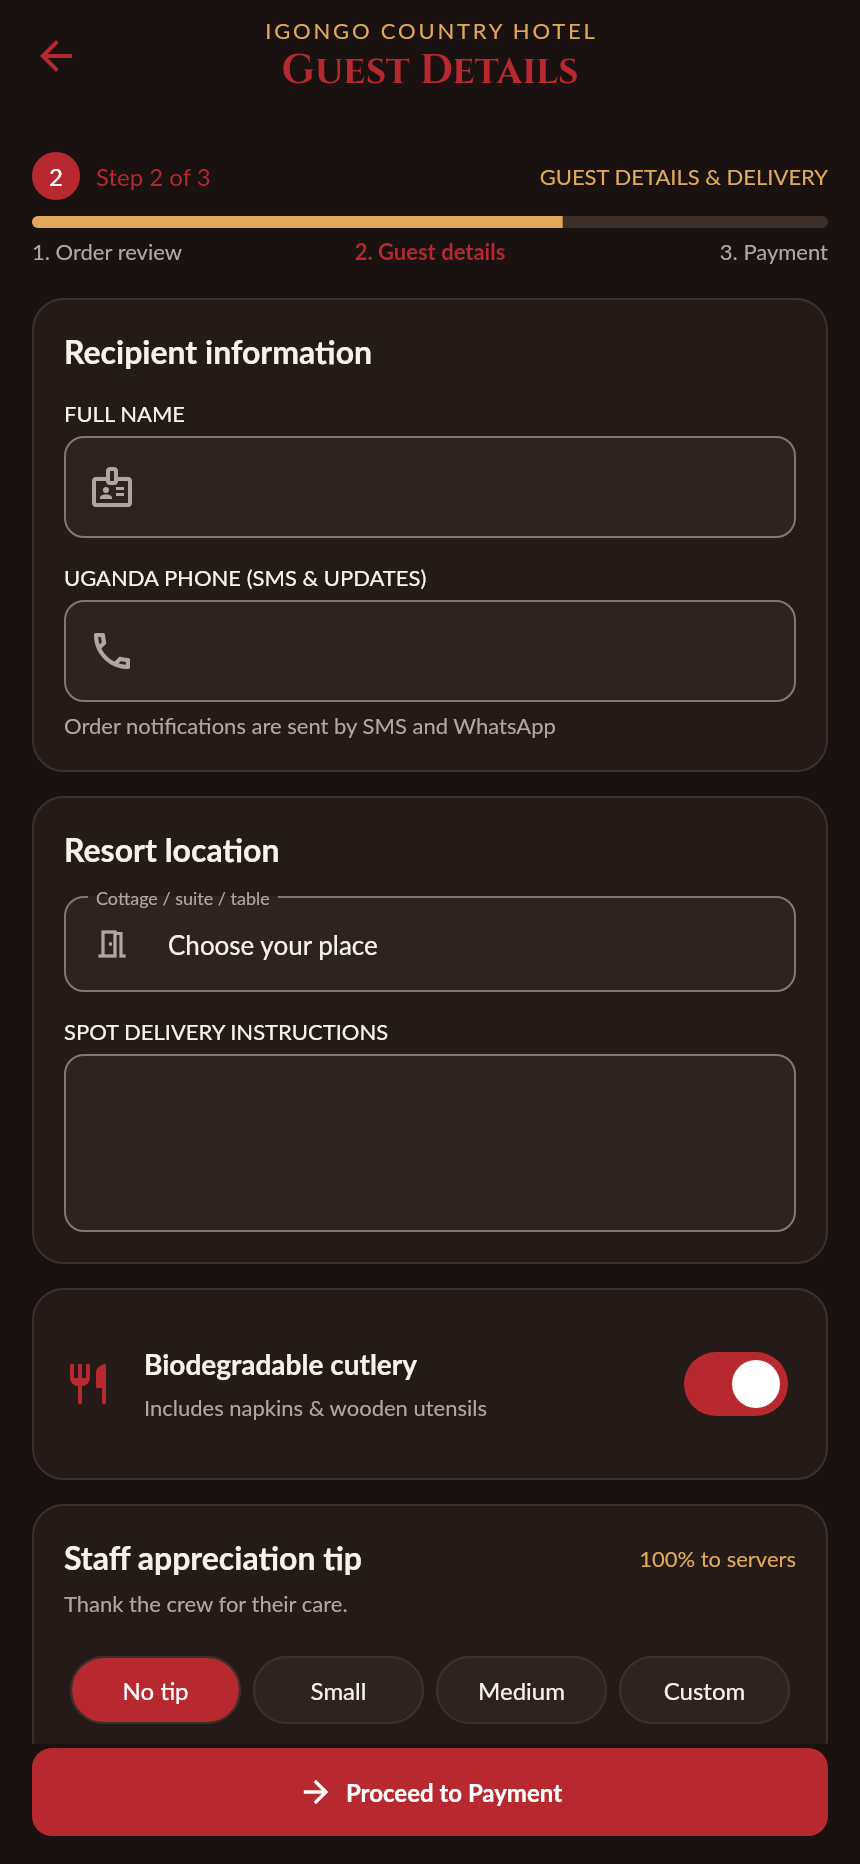 IGONGO COUNTRY HOTEL
Guest Details
2 Step 2 of 3 GUEST DETAILS & DELIVERY
1. Order review 2. Guest details 3. Payment
Recipient information
FULL NAME
UGANDA PHONE (SMS & UPDATES)
Order notifications are sent by SMS and WhatsApp
Resort location
Cottage / suite / table
Choose your place
SPOT DELIVERY INSTRUCTIONS
Biodegradable cutlery
Includes napkins & wooden utensils
Staff appreciation tip 100% to servers
Thank the crew for their care.
No tip Small Medium Custom
Proceed to Payment